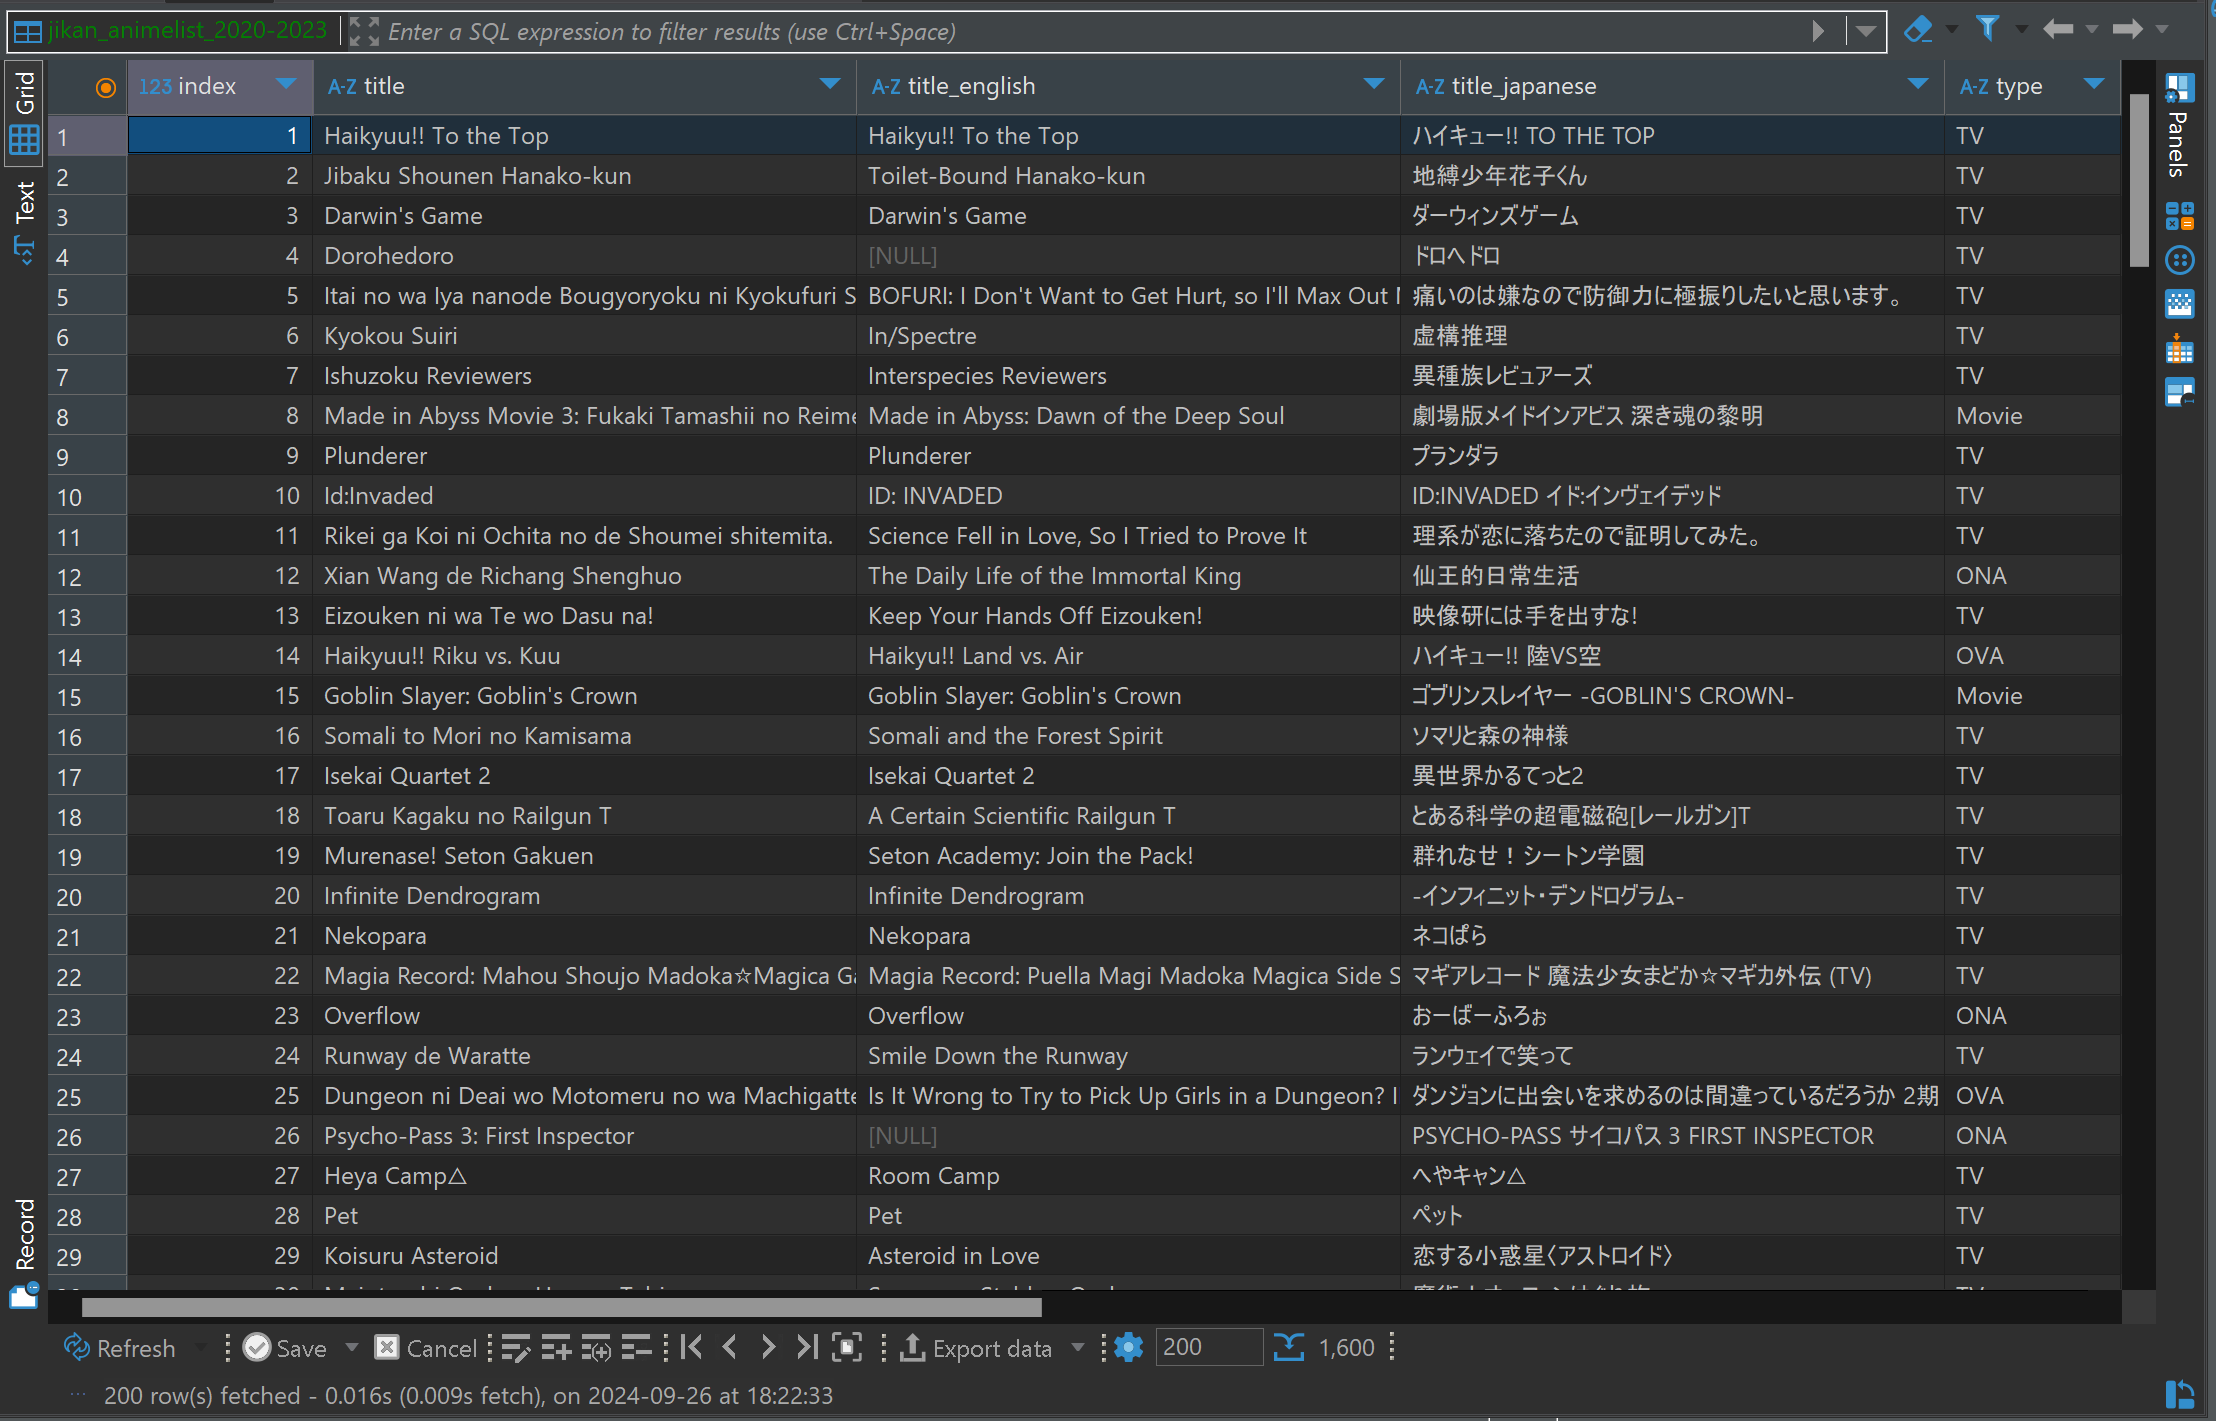 jikan_animelist_2020-2023 Enter a SQL expression to filter results (use Ctrl+Space)
Grid
Text
Record
Panels
123 index A-Z title A-Z title_english A-Z title_japanese A-Z type
1 1 Haikyuu!! To the Top Haikyu!! To the Top ハイキュー!! TO THE TOP TV
2 2 Jibaku Shounen Hanako-kun Toilet-Bound Hanako-kun 地縛少年花子くん TV
3 3 Darwin's Game Darwin's Game ダーウィンズゲーム TV
4 4 Dorohedoro [NULL] ドロヘドロ TV
5 5 Itai no wa Iya nanode Bougyoryoku ni Kyokufuri S BOFURI: I Don't Want to Get Hurt, so I'll Max Out 痛いのは嫌なので防御力に極振りしたいと思います。 TV
6 6 Kyokou Suiri In/Spectre 虚構推理 TV
7 7 Ishuzoku Reviewers Interspecies Reviewers 異種族レビュアーズ TV
8 8 Made in Abyss Movie 3: Fukaki Tamashii no Reime Made in Abyss: Dawn of the Deep Soul 劇場版メイドインアビス 深き魂の黎明 Movie
9 9 Plunderer Plunderer プランダラ TV
10 10 Id:Invaded ID: INVADED ID:INVADED イド:インヴェイデッド TV
11 11 Rikei ga Koi ni Ochita no de Shoumei shitemita. Science Fell in Love, So I Tried to Prove It 理系が恋に落ちたので証明してみた。 TV
12 12 Xian Wang de Richang Shenghuo The Daily Life of the Immortal King 仙王的日常生活 ONA
13 13 Eizouken ni wa Te wo Dasu na! Keep Your Hands Off Eizouken! 映像研には手を出すな! TV
14 14 Haikyuu!! Riku vs. Kuu Haikyu!! Land vs. Air ハイキュー!! 陸VS空 OVA
15 15 Goblin Slayer: Goblin's Crown Goblin Slayer: Goblin's Crown ゴブリンスレイヤー -GOBLIN'S CROWN- Movie
16 16 Somali to Mori no Kamisama Somali and the Forest Spirit ソマリと森の神様 TV
17 17 Isekai Quartet 2 Isekai Quartet 2 異世界かるてっと2 TV
18 18 Toaru Kagaku no Railgun T A Certain Scientific Railgun T とある科学の超電磁砲[レールガン]T TV
19 19 Murenase! Seton Gakuen Seton Academy: Join the Pack! 群れなせ！シートン学園 TV
20 20 Infinite Dendrogram Infinite Dendrogram -インフィニット・デンドログラム- TV
21 21 Nekopara Nekopara ネコぱら TV
22 22 Magia Record: Mahou Shoujo Madoka☆Magica Ga Magia Record: Puella Magi Madoka Magica Side S マギアレコード 魔法少女まどか☆マギカ外伝 (TV) TV
23 23 Overflow Overflow おーばーふろぉ ONA
24 24 Runway de Waratte Smile Down the Runway ランウェイで笑って TV
25 25 Dungeon ni Deai wo Motomeru no wa Machigatte Is It Wrong to Try to Pick Up Girls in a Dungeon? I ダンジョンに出会いを求めるのは間違っているだろうか 2期 OVA
26 26 Psycho-Pass 3: First Inspector [NULL] PSYCHO-PASS サイコパス 3 FIRST INSPECTOR ONA
27 27 Heya Camp△ Room Camp へやキャン△ TV
28 28 Pet Pet ペット TV
29 29 Koisuru Asteroid Asteroid in Love 恋する小惑星〈アストロイド〉 TV
Refresh Save Cancel Export data 200 1,600
200 row(s) fetched - 0.016s (0.009s fetch), on 2024-09-26 at 18:22:33